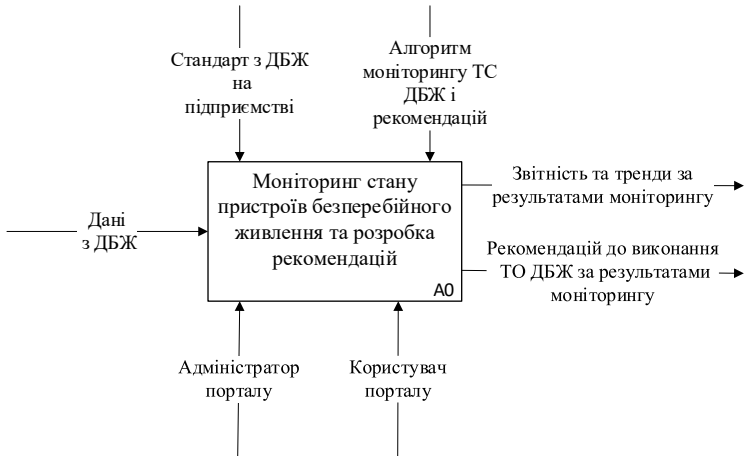 Стандарт з ДБЖ
на
підприємстві
Алгоритм
моніторингу ТС
ДБЖ і
рекомендацій
Моніторинг стану
пристроїв безперебійного
живлення та розробка
рекомендацій
A0
Дані
з ДБЖ
Звітність та тренди за
результатами моніторингу
Рекомендацій до виконання
ТО ДБЖ за результатами
моніторингу
Адміністратор
порталу
Користувач
порталу